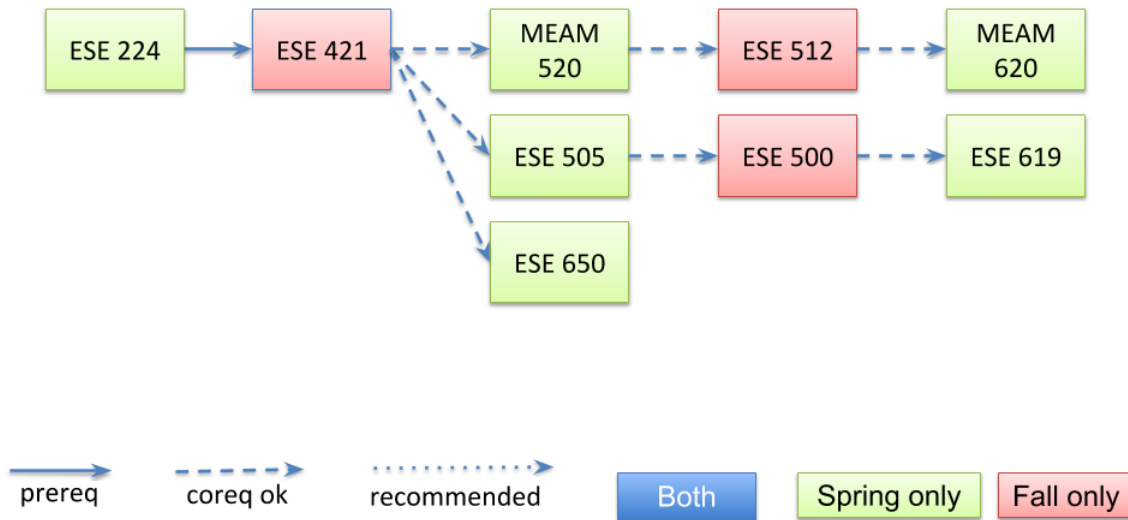 ESE 224
ESE 421
MEAM
520
ESE 512
MEAM
620
ESE 505
ESE 500
ESE 619
ESE 650
prereq
coreq ok
recommended
Both
Spring only
Fall only